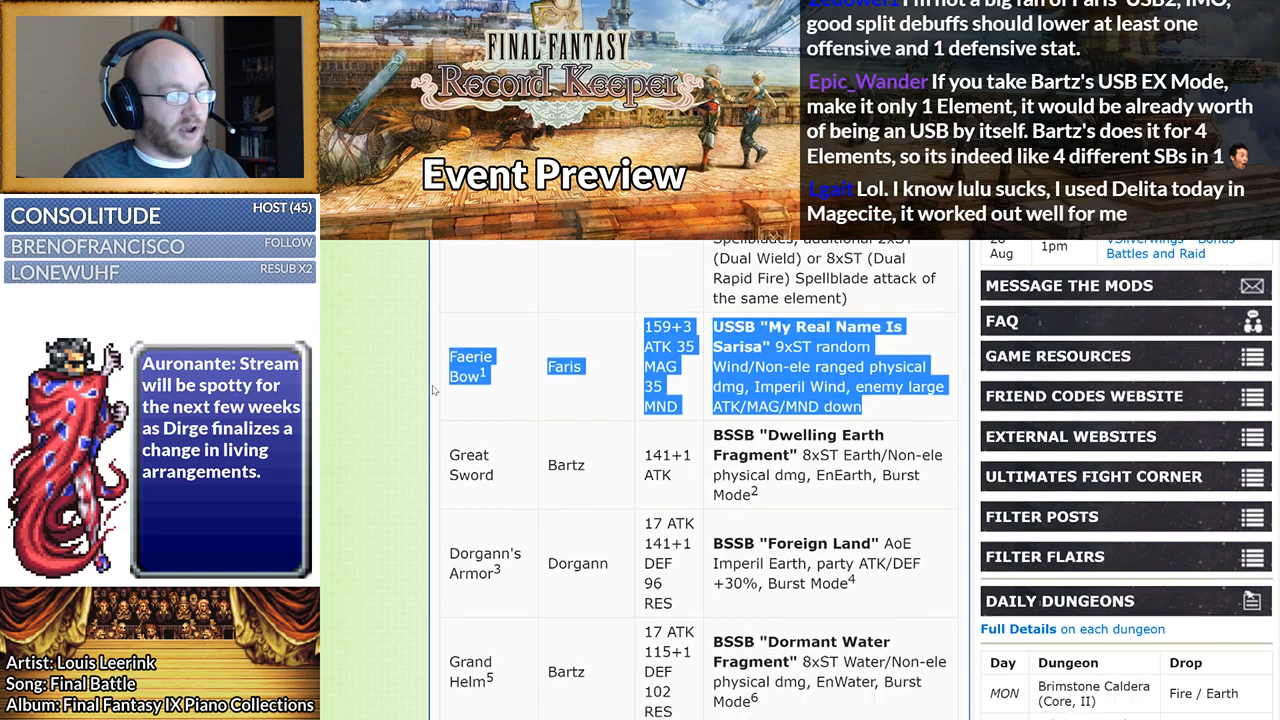 FINAL FANTASY
Record Keeper
Event Preview
good split debuffs should lower at least one
offensive and 1 defensive stat.
Epic_Wander If you take Bartz's USB EX Mode,
make it only 1 Element, it would be already worth
of being an USB by itself. Bartz's does it for 4
Elements, so its indeed like 4 different SBs in 1
Lgait Lol. I know lulu sucks, I used Delita today in
Magecite, it worked out well for me
CONSOLITUDE
HOST (45)
BRENOFRANCISCO
FOLLOW
LONEWUHF
RESUB X2
Auronante: Stream
will be spotty for
the next few weeks
as Dirge finalizes a
change in living
arrangements.
Artist: Louis Leerink
Song: Final Battle
Album: Final Fantasy IX Piano Collections
(Dual Wield) or 8xST (Dual
Rapid Fire) Spellblade attack of
the same element)
Faerie
Bow1
Faris
159+3
ATK 35
MAG
35
MND
USSB "My Real Name Is
Sarisa" 9xST random
Wind/Non-ele ranged physical
dmg, Imperil Wind, enemy large
ATK/MAG/MND down
Great
Sword
Bartz
141+1
ATK
BSSB "Dwelling Earth
Fragment" 8xST Earth/Non-ele
physical dmg, EnEarth, Burst
Mode2
Dorgann's
Armor3
Dorgann
17 ATK
141+1
DEF
96
RES
BSSB "Foreign Land" AoE
Imperil Earth, party ATK/DEF
+30%, Burst Mode4
Grand
Helm5
Bartz
17 ATK
115+1
DEF
102
RES
BSSB "Dormant Water
Fragment" 8xST Water/Non-ele
physical dmg, EnWater, Burst
Mode6
Aug
1pm
Battles and Raid
MESSAGE THE MODS
FAQ
GAME RESOURCES
FRIEND CODES WEBSITE
EXTERNAL WEBSITES
ULTIMATES FIGHT CORNER
FILTER POSTS
FILTER FLAIRS
DAILY DUNGEONS
Full Details on each dungeon
Day
Dungeon
Drop
MON
Brimstone Caldera
(Core, II)
Fire / Earth